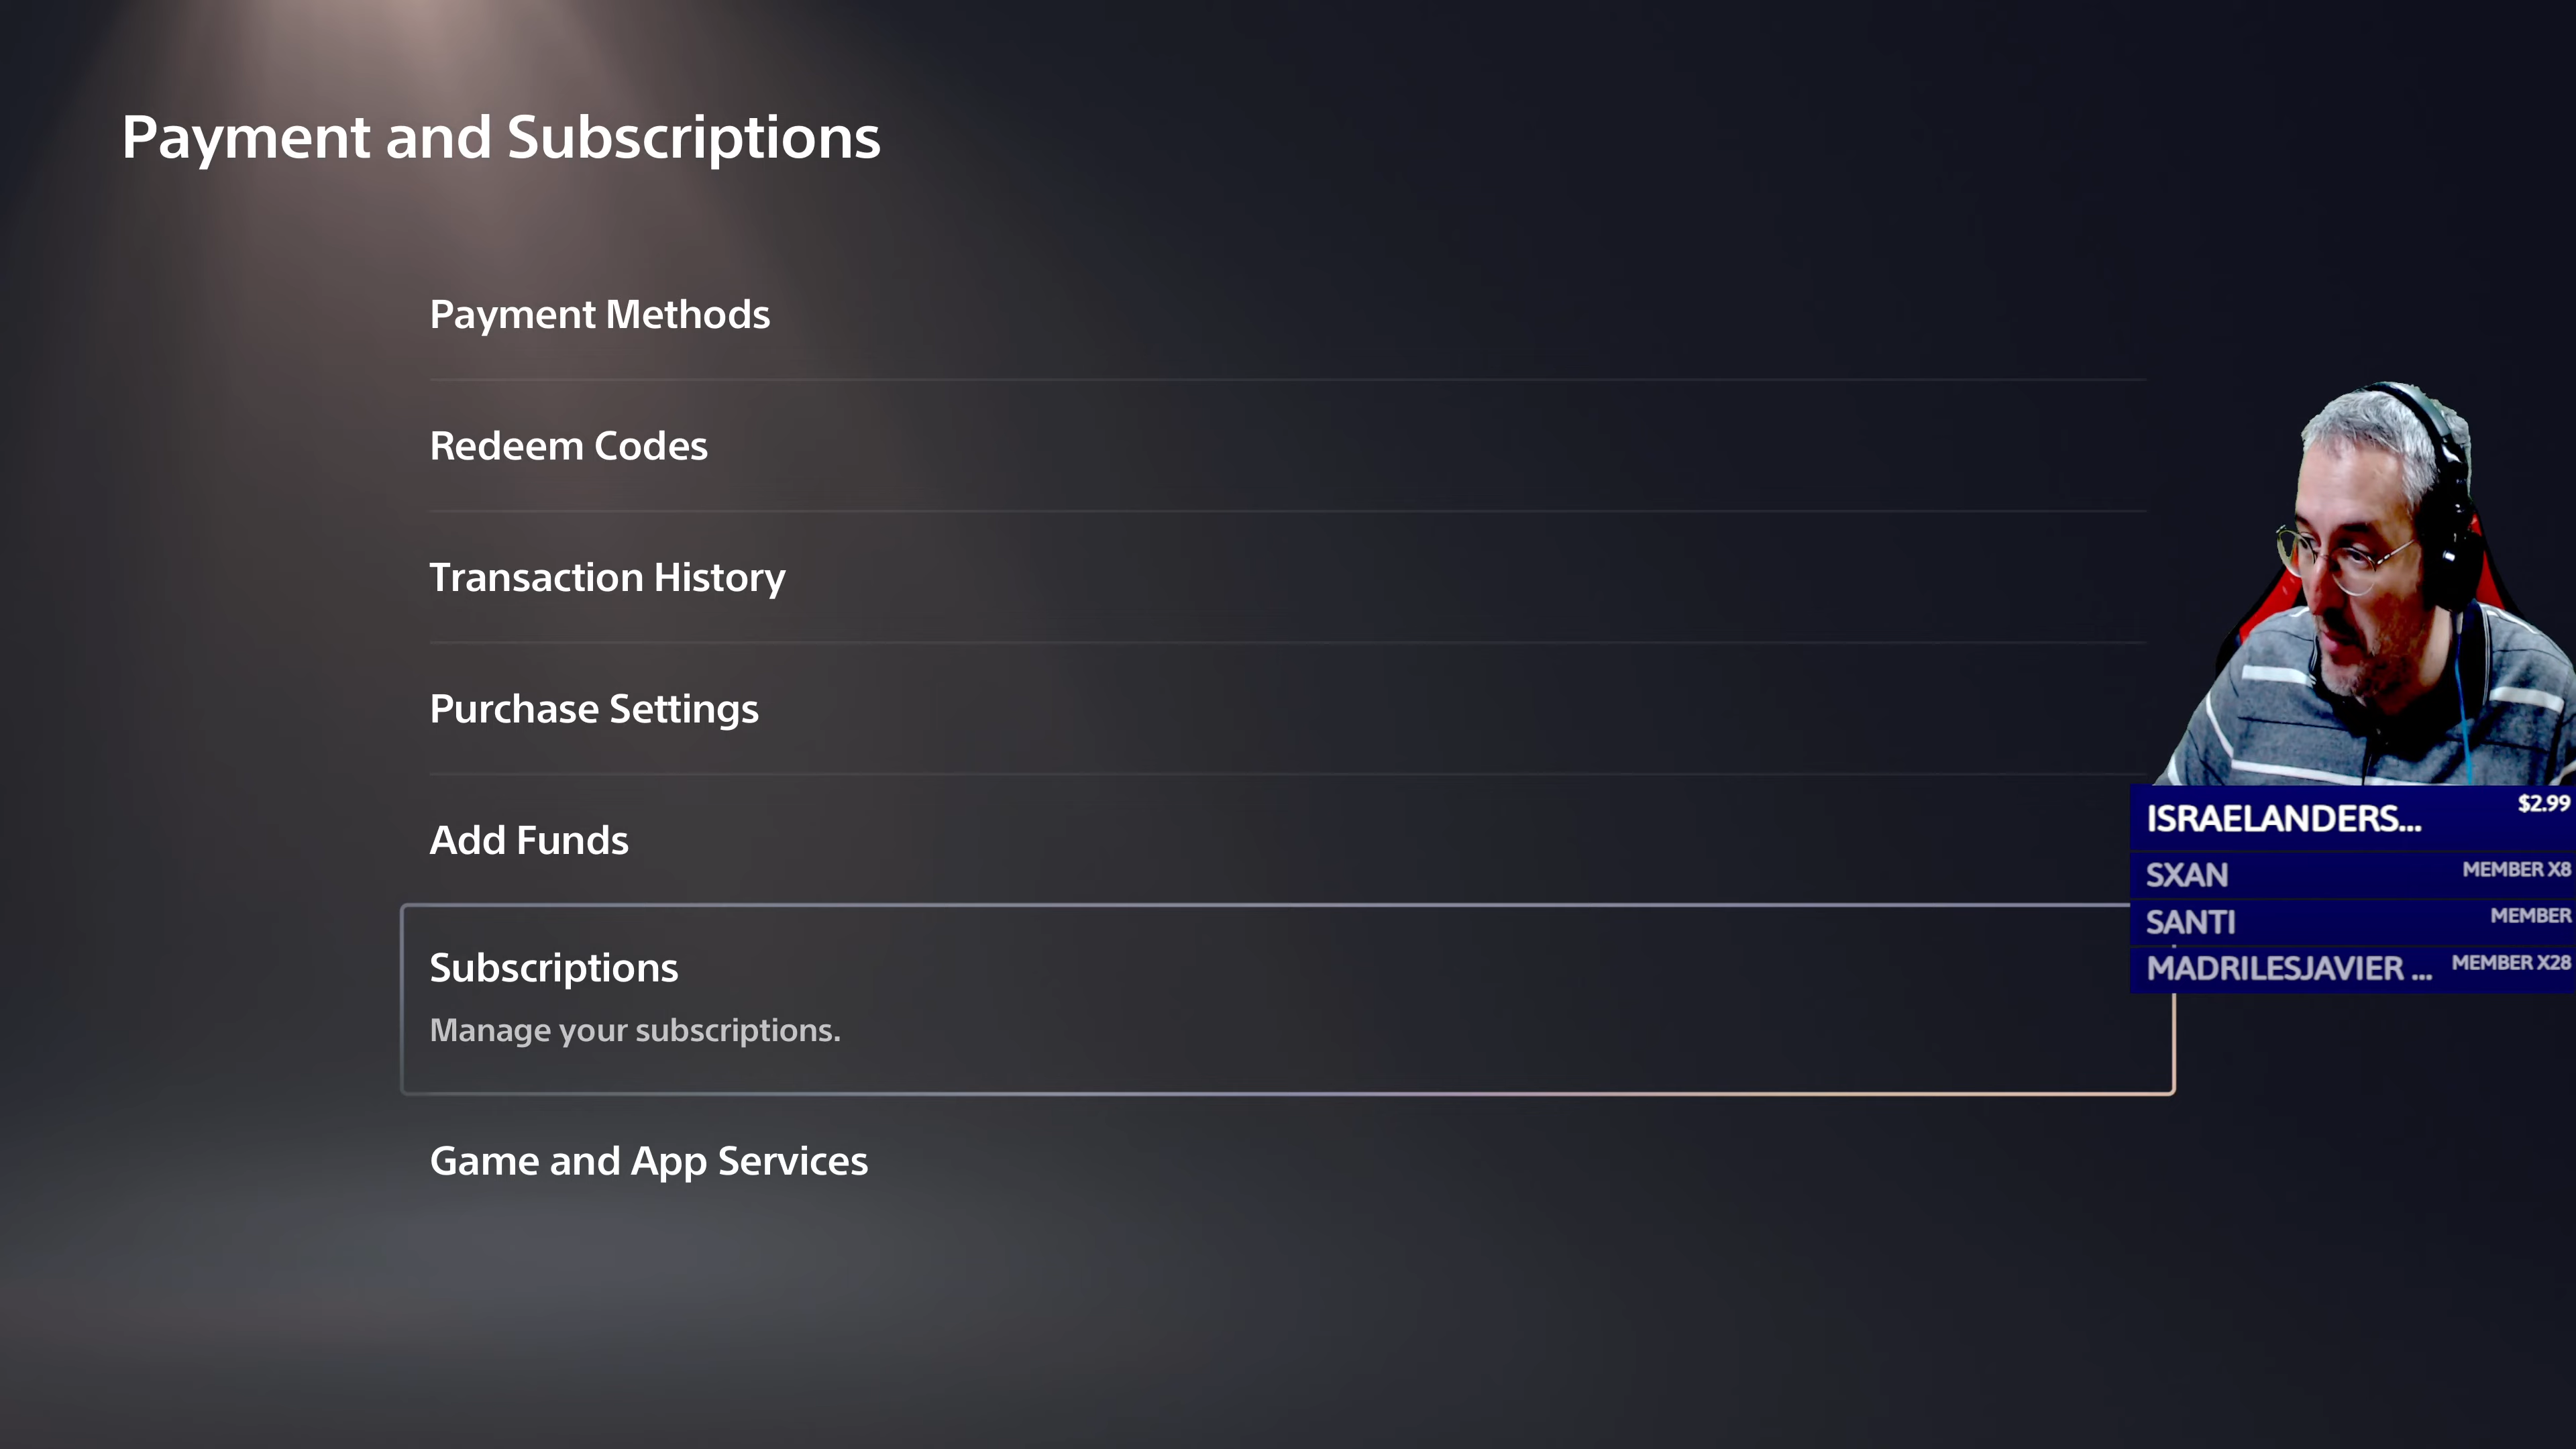 Payment and Subscriptions
Payment Methods
Redeem Codes
Transaction History
Purchase Settings
Add Funds
Subscriptions
Manage your subscriptions.
Game and App Services
ISRAELANDERS... $2.99
SXAN MEMBER X8
SANTI MEMBER
MADRILESJAVIER ... MEMBER X28